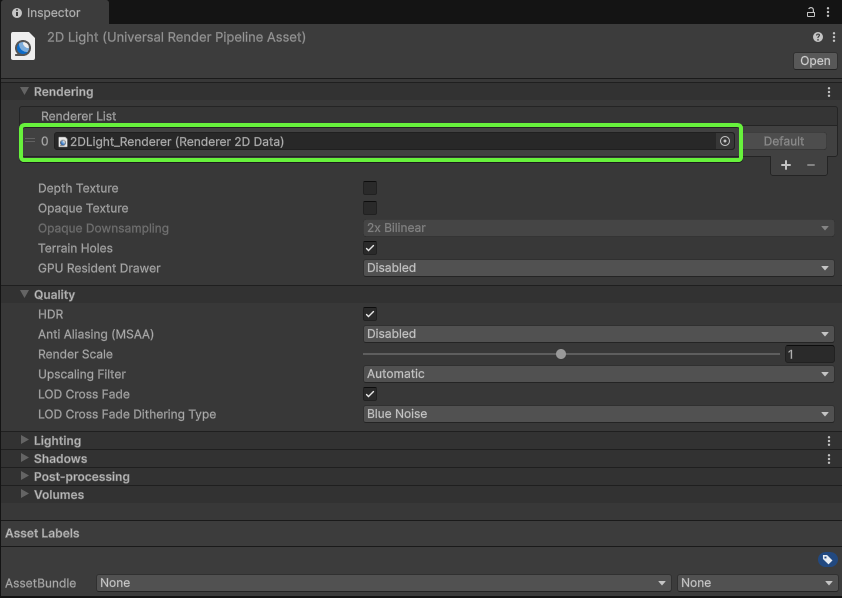 Inspector
2D Light (Universal Render Pipeline Asset)
Open
Rendering
Renderer List
0 2DLight_Renderer (Renderer 2D Data) Default
+ −
Depth Texture
Opaque Texture
Opaque Downsampling 2x Bilinear
Terrain Holes
GPU Resident Drawer Disabled
Quality
HDR
Anti Aliasing (MSAA) Disabled
Render Scale 1
Upscaling Filter Automatic
LOD Cross Fade
LOD Cross Fade Dithering Type Blue Noise
Lighting
Shadows
Post-processing
Volumes
Asset Labels
AssetBundle None None